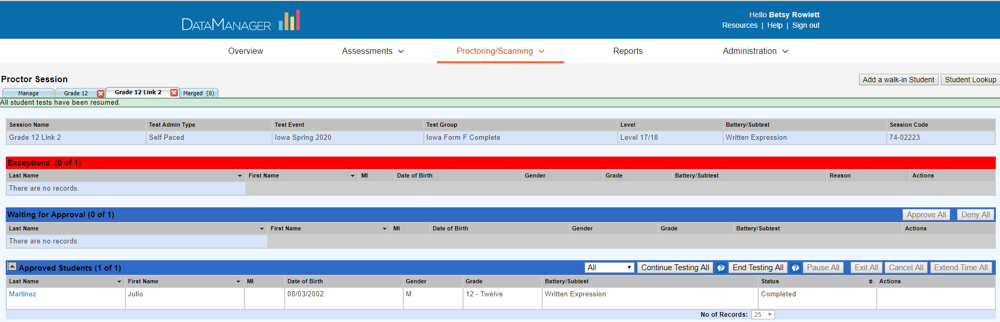 DATAMANAGER
Hello Betsy Rowlett
Resources | Help | Sign out
Overview Assessments Proctoring/Scanning Reports Administration
Proctor Session
Add a walk-in Student Student Lookup
Manage Grade 12 Grade 12 Link 2 Merged (0)
All student tests have been resumed.
Session Name Test Admin Type Test Event Test Group Level Battery/Subtest Session Code
Grade 12 Link 2 Self Paced Iowa Spring 2020 Iowa Form F Complete Level 17/18 Written Expression 74-02223
Exceptions (0 of 1)
Last Name First Name MI Date of Birth Gender Grade Battery/Subtest Reason Actions
There are no records.
Waiting for Approval (0 of 1) Approve All Deny All
Last Name First Name MI Date of Birth Gender Grade Battery/Subtest Actions
There are no records.
Approved Students (1 of 1) All Continue Testing All ? End Testing All ? Pause All Exit All Cancel All Extend Time All
Last Name First Name MI Date of Birth Gender Grade Battery/Subtest Status Actions
Martinez Julio 08/03/2002 M 12 - Twelve Written Expression Completed
No of Records: 25